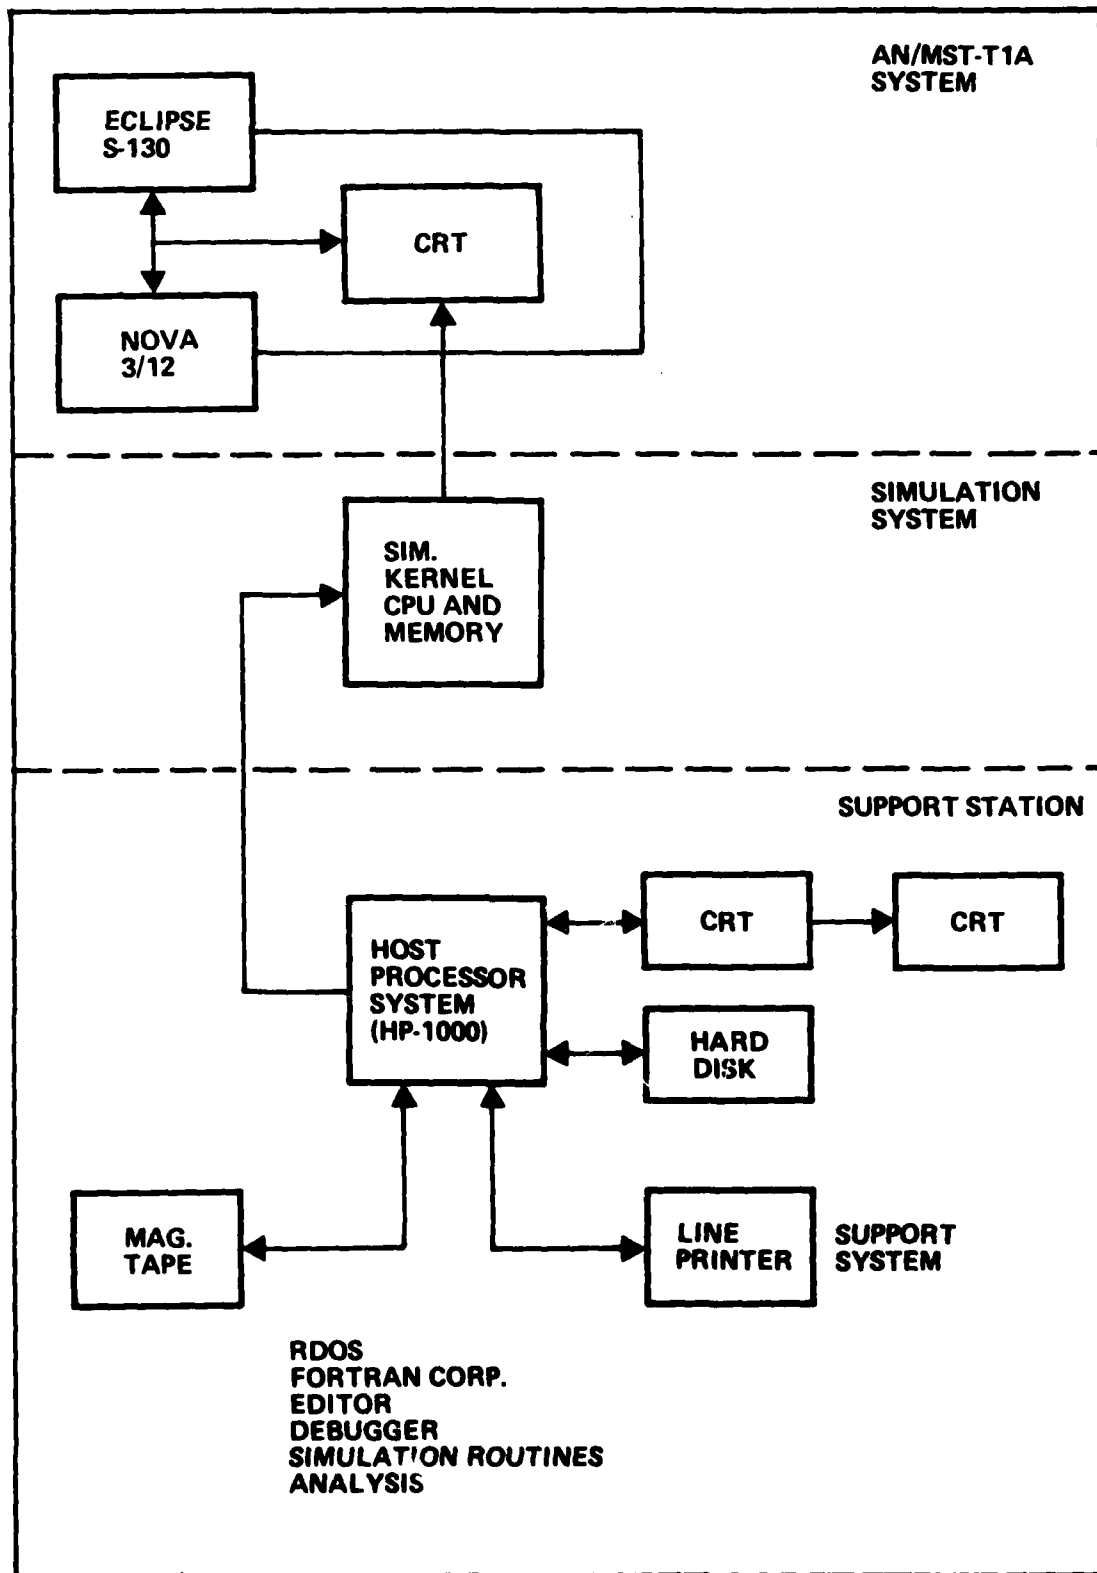 AN/MST-T1A
SYSTEM
ECLIPSE
S-130
CRT
NOVA
3/12
SIMULATION
SYSTEM
SIM.
KERNEL
CPU AND
MEMORY
SUPPORT STATION
HOST
PROCESSOR
SYSTEM
(HP-1000)
CRT
CRT
HARD
DISK
MAG.
TAPE
LINE
PRINTER
SUPPORT
SYSTEM
RDOS
FORTRAN CORP.
EDITOR
DEBUGGER
SIMULATION ROUTINES
ANALYSIS